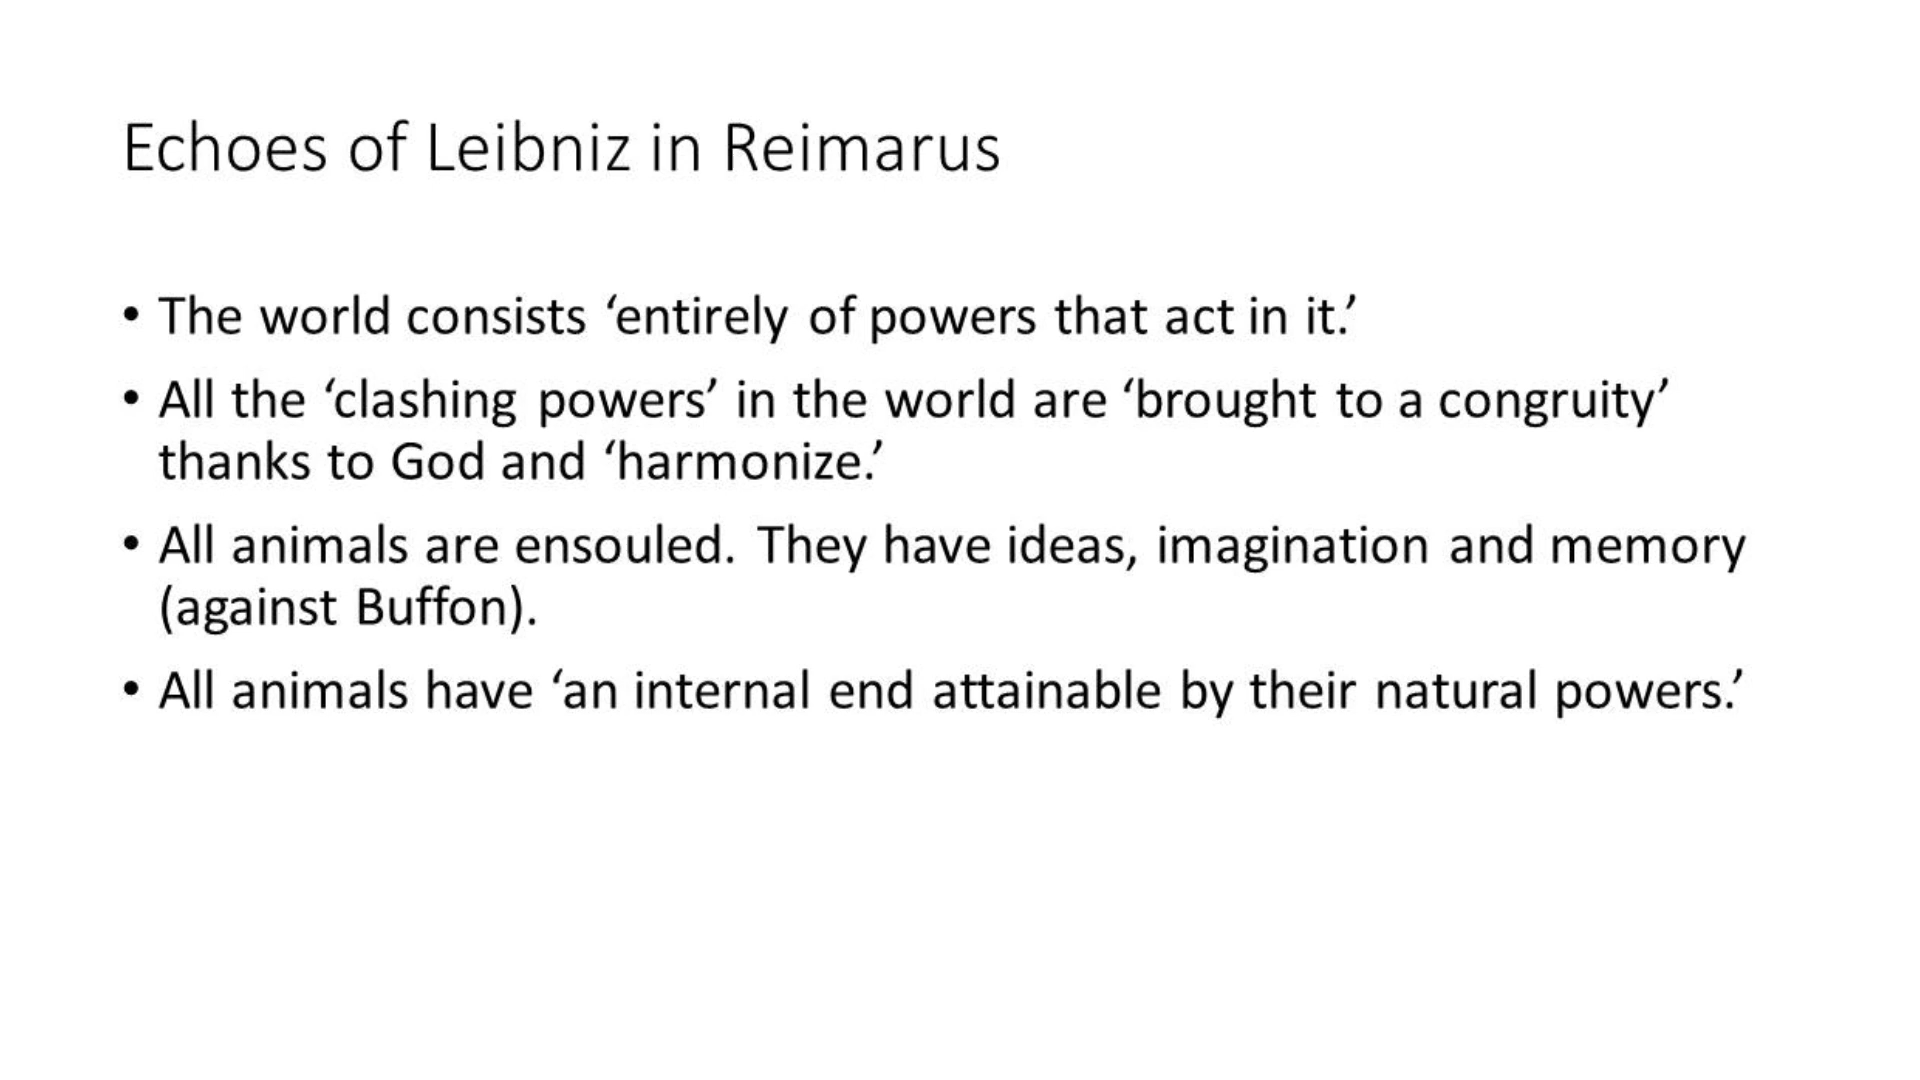 Echoes of Leibniz in Reimarus
• The world consists ‘entirely of powers that act in it.’
• All the ‘clashing powers’ in the world are ‘brought to a congruity’
thanks to God and ‘harmonize.’
• All animals are ensouled. They have ideas, imagination and memory
(against Buffon).
• All animals have ‘an internal end attainable by their natural powers.’